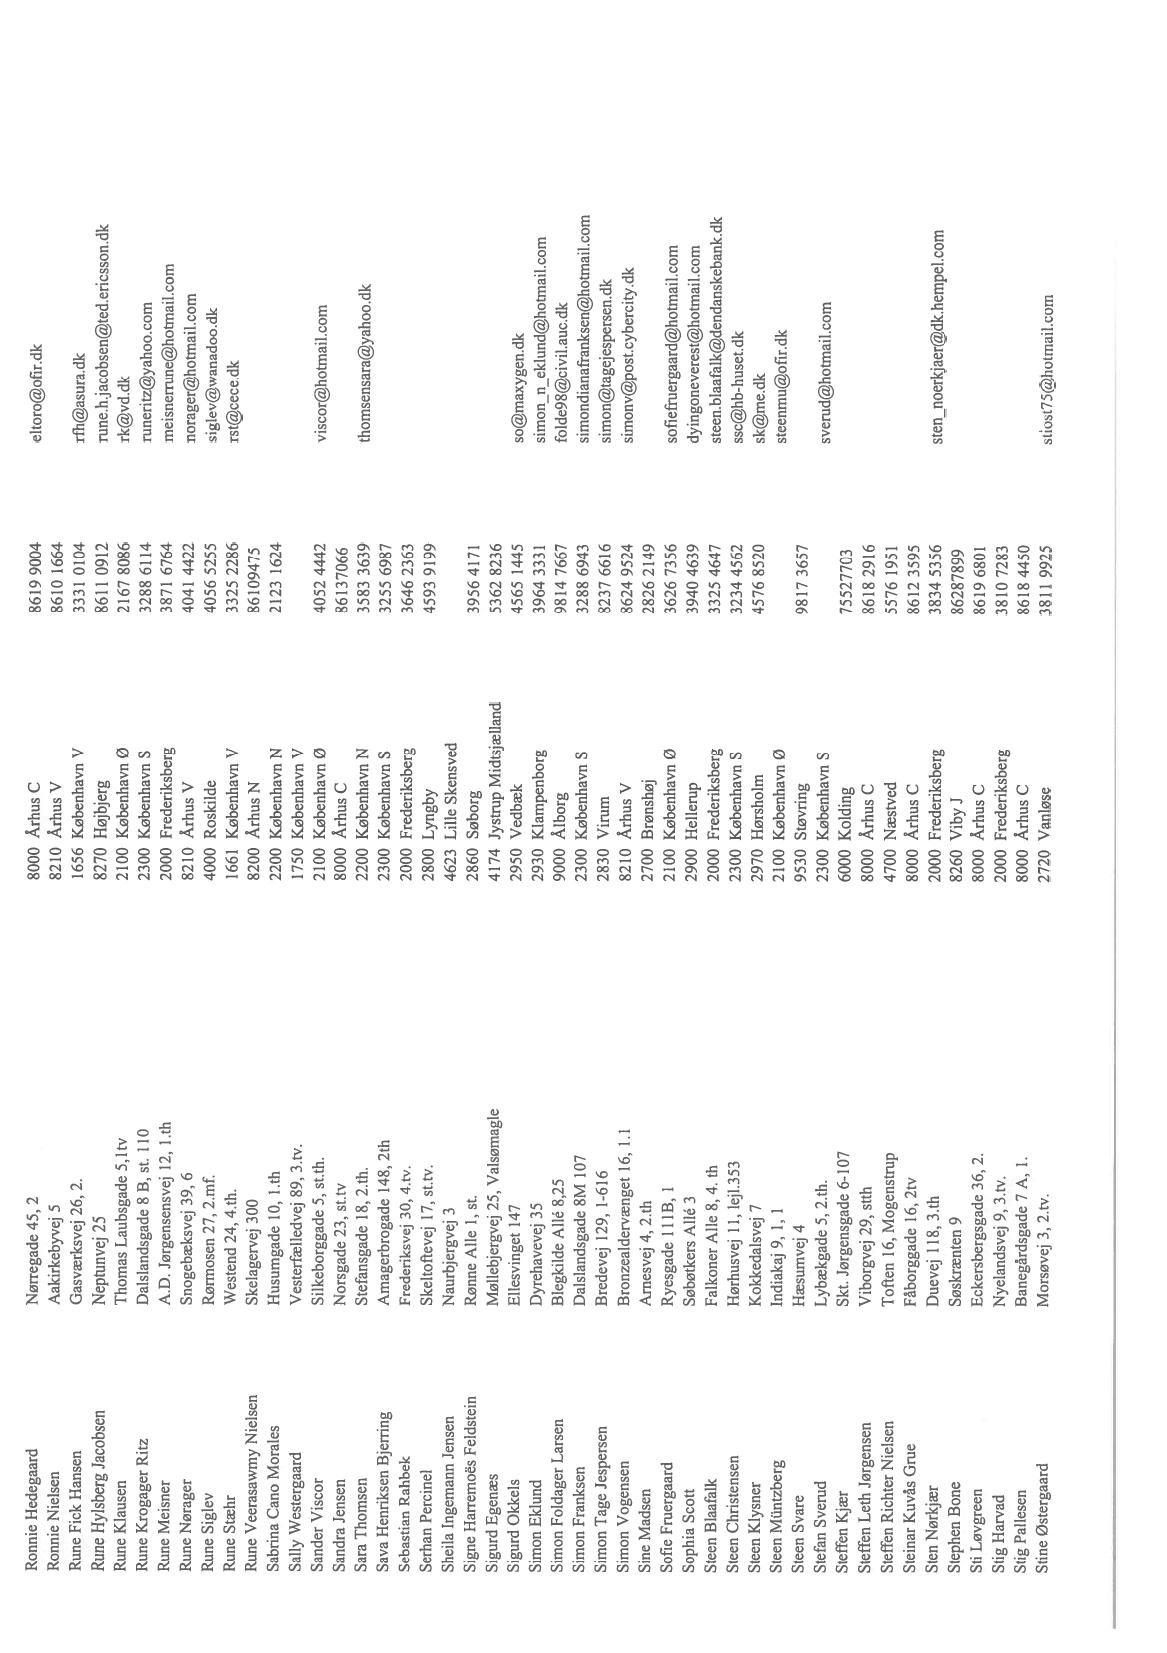 Ronnie Hedegaard Nørregade 45, 2 8000 Århus C 8619 9004 eltoro@ofir.dk
Ronnie Nielsen Aakirkebyvej 5 8210 Århus V 8610 1664
Rune Fick Hansen Gasværksvej 26, 2. 1656 København V 3331 0104 rfh@asura.dk
Rune Hylsberg Jacobsen Neptunvej 25 8270 Højbjerg 8611 0912 rune.h.jacobsen@ted.ericsson.dk
Rune Klausen Thomas Laubsgade 5,1tv 2100 København Ø 2167 8086 rk@vd.dk
Rune Krogager Ritz Dalslandsgade 8 B, st. 110 2300 København S 3288 6114 runeritz@yahoo.com
Rune Meisner A.D. Jørgensensvej 12, 1.th 2000 Frederiksberg 3871 6764 meisnerrune@hotmail.com
Rune Nørager Snogebæksvej 39, 6 8210 Århus V 4041 4422 norager@hotmail.com
Rune Siglev Rørmosen 27, 2.mf. 4000 Roskilde 4056 5255 siglev@wanadoo.dk
Rune Stæhr Westend 24, 4.th. 1661 København V 3325 2286 rst@cece.dk
Rune Veerasawmy Nielsen Skelagervej 300 8200 Århus N 86109475
Sabrina Cano Morales Husumgade 10, 1.th 2200 København N 2123 1624
Sally Westergaard Vesterfælledvej 89, 3.tv. 1750 København V
Sander Viscor Silkeborggade 5, st.th. 2100 København Ø 4052 4442 viscor@hotmail.com
Sandra Jensen Norsgade 23, st.tv 8000 Århus C 86137066
Sara Thomsen Stefansgade 18, 2.th. 2200 København N 3583 3639 thomsensara@yahoo.dk
Sava Henriksen Bjerring Amagerbrogade 148, 2th 2300 København S 3255 6987
Sebastian Rahbek Frederiksvej 30, 4.tv. 2000 Frederiksberg 3646 2363
Serhan Percinel Skeltoftevej 17, st.tv. 2800 Lyngby 4593 9199
Sheila Ingemann Jensen Naurbjergvej 3 4623 Lille Skensved
Signe Harremoës Feldstein Rønne Alle 1, st. 2860 Søborg 3956 4171
Sigurd Egenæs Møllebjergvej 25, Valsømagle 4174 Jystrup Midtsjælland 5362 8236
Sigurd Okkels Ellesvinget 147 2950 Vedbæk 4565 1445 so@maxygen.dk
Simon Eklund Dyrehavevej 35 2930 Klampenborg 3964 3331 simon_n_eklund@hotmail.com
Simon Foldager Larsen Blegkilde Allé 8,25 9000 Ålborg 9814 7667 folde98@civil.auc.dk
Simon Franksen Dalslandsgade 8M 107 2300 København S 3288 6943 simondianafranksen@hotmail.com
Simon Tage Jespersen Bredevej 129, 1-616 2830 Virum 8237 6616 simon@tagejespersen.dk
Simon Vogensen Bronzealdervænget 16, 1.1 8210 Århus V 8624 9524 simonv@post.cybercity.dk
Sine Madsen Arnesvej 4, 2.th 2700 Brønshøj 2826 2149
Sofie Fruergaard Ryesgade 111B, 1 2100 København Ø 3626 7356 sofiefruergaard@hotmail.com
Sophia Scott Søbøtkers Allé 3 2900 Hellerup 3940 4639 dyingoneverest@hotmail.com
Steen Blaafalk Falkoner Alle 8, 4. th 2000 Frederiksberg 3325 4647 steen.blaafalk@dendanskebank.dk
Steen Christensen Hørhusvej 11, lejl.353 2300 København S 3234 4562 ssc@hb-huset.dk
Steen Klysner Kokkedalsvej 7 2970 Hørsholm 4576 8520 sk@me.dk
Steen Müntzberg Indiakaj 9, 1, 1 2100 København Ø steenmu@ofir.dk
Steen Svare Hæsumvej 4 9530 Støvring 9817 3657
Stefan Sverud Lybækgade 5, 2.th. 2300 København S sverud@hotmail.com
Steffen Kjær Skt. Jørgensgade 6-107 6000 Kolding 75527703
Steffen Leth Jørgensen Viborgvej 29, stth 8000 Århus C 8618 2916
Steffen Richter Nielsen Toften 16, Mogenstrup 4700 Næstved 5576 1951
Steinar Kuvås Grue Fåborggade 16, 2tv 8000 Århus C 8612 3595
Sten Nørkjær Duevej 118, 3.th 2000 Frederiksberg 3834 5336 sten_noerkjaer@dk.hempel.com
Stephen Bone Søskrænten 9 8260 Viby J 86287899
Sti Løvgreen Eckersbergsgade 36, 2. 8000 Århus C 8619 6801
Stig Harvad Nyelandsvej 9, 3.tv. 2000 Frederiksberg 3810 7283
Stig Pallesen Banegårdsgade 7 A, 1. 8000 Århus C 8618 4450
Stine Østergaard Morsøvej 3, 2.tv. 2720 Vanløse 3811 9925 stiost75@hotmail.com